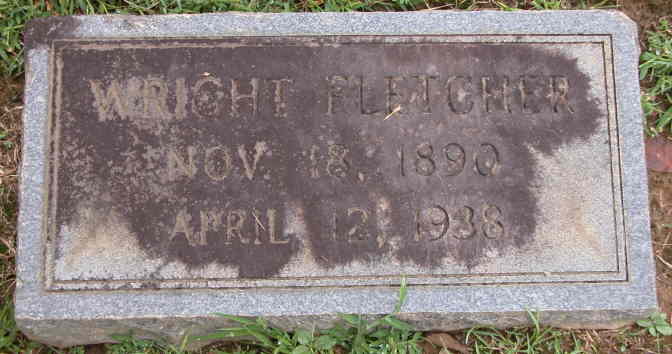 WRIGHT FLETCHER
NOV. 18, 1890
APRIL 12, 1938